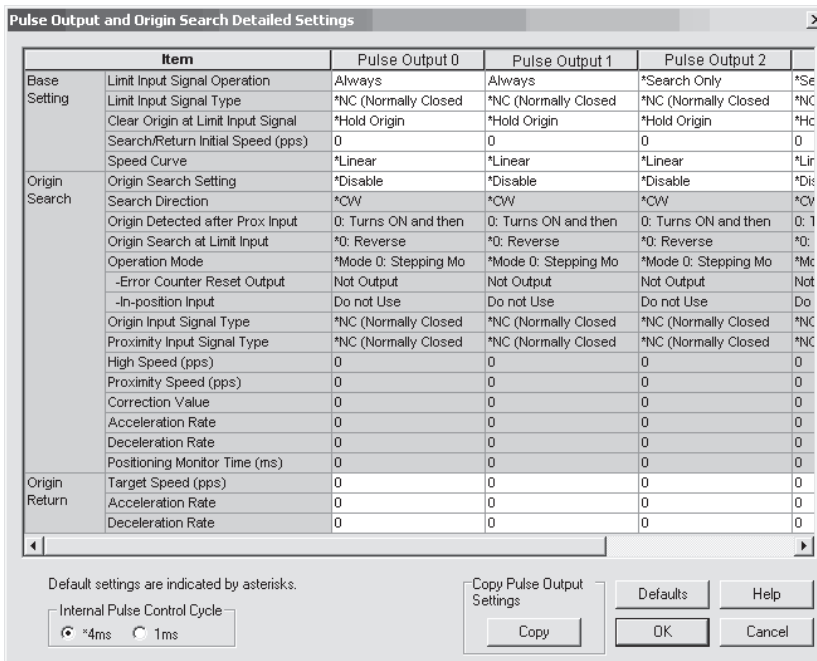 Pulse Output and Origin Search Detailed Settings
Item Pulse Output 0 Pulse Output 1 Pulse Output 2
Base Setting Limit Input Signal Operation Always Always *Search Only *Se
Limit Input Signal Type *NC (Normally Closed *NC (Normally Closed *NC (Normally Closed *NC
Clear Origin at Limit Input Signal *Hold Origin *Hold Origin *Hold Origin *Ho
Search/Return Initial Speed (pps) 0 0 0 0
Speed Curve *Linear *Linear *Linear *Lin
Origin Search Origin Search Setting *Disable *Disable *Disable *Dis
Search Direction *CW *CW *CW *CW
Origin Detected after Prox Input 0: Turns ON and then 0: Turns ON and then 0: Turns ON and then 0: T
Origin Search at Limit Input *0: Reverse *0: Reverse *0: Reverse *0:
Operation Mode *Mode 0: Stepping Mo *Mode 0: Stepping Mo *Mode 0: Stepping Mo *Mo
-Error Counter Reset Output Not Output Not Output Not Output Not
-In-position Input Do not Use Do not Use Do not Use Do
Origin Input Signal Type *NC (Normally Closed *NC (Normally Closed *NC (Normally Closed *NC
Proximity Input Signal Type *NC (Normally Closed *NC (Normally Closed *NC (Normally Closed *NC
High Speed (pps) 0 0 0 0
Proximity Speed (pps) 0 0 0 0
Correction Value 0 0 0 0
Acceleration Rate 0 0 0 0
Deceleration Rate 0 0 0 0
Positioning Monitor Time (ms) 0 0 0 0
Origin Return Target Speed (pps) 0 0 0 0
Acceleration Rate 0 0 0 0
Deceleration Rate 0 0 0 0
Default settings are indicated by asterisks.
Internal Pulse Control Cycle
*4ms 1ms
Copy Pulse Output Settings
Copy
Defaults Help
OK Cancel